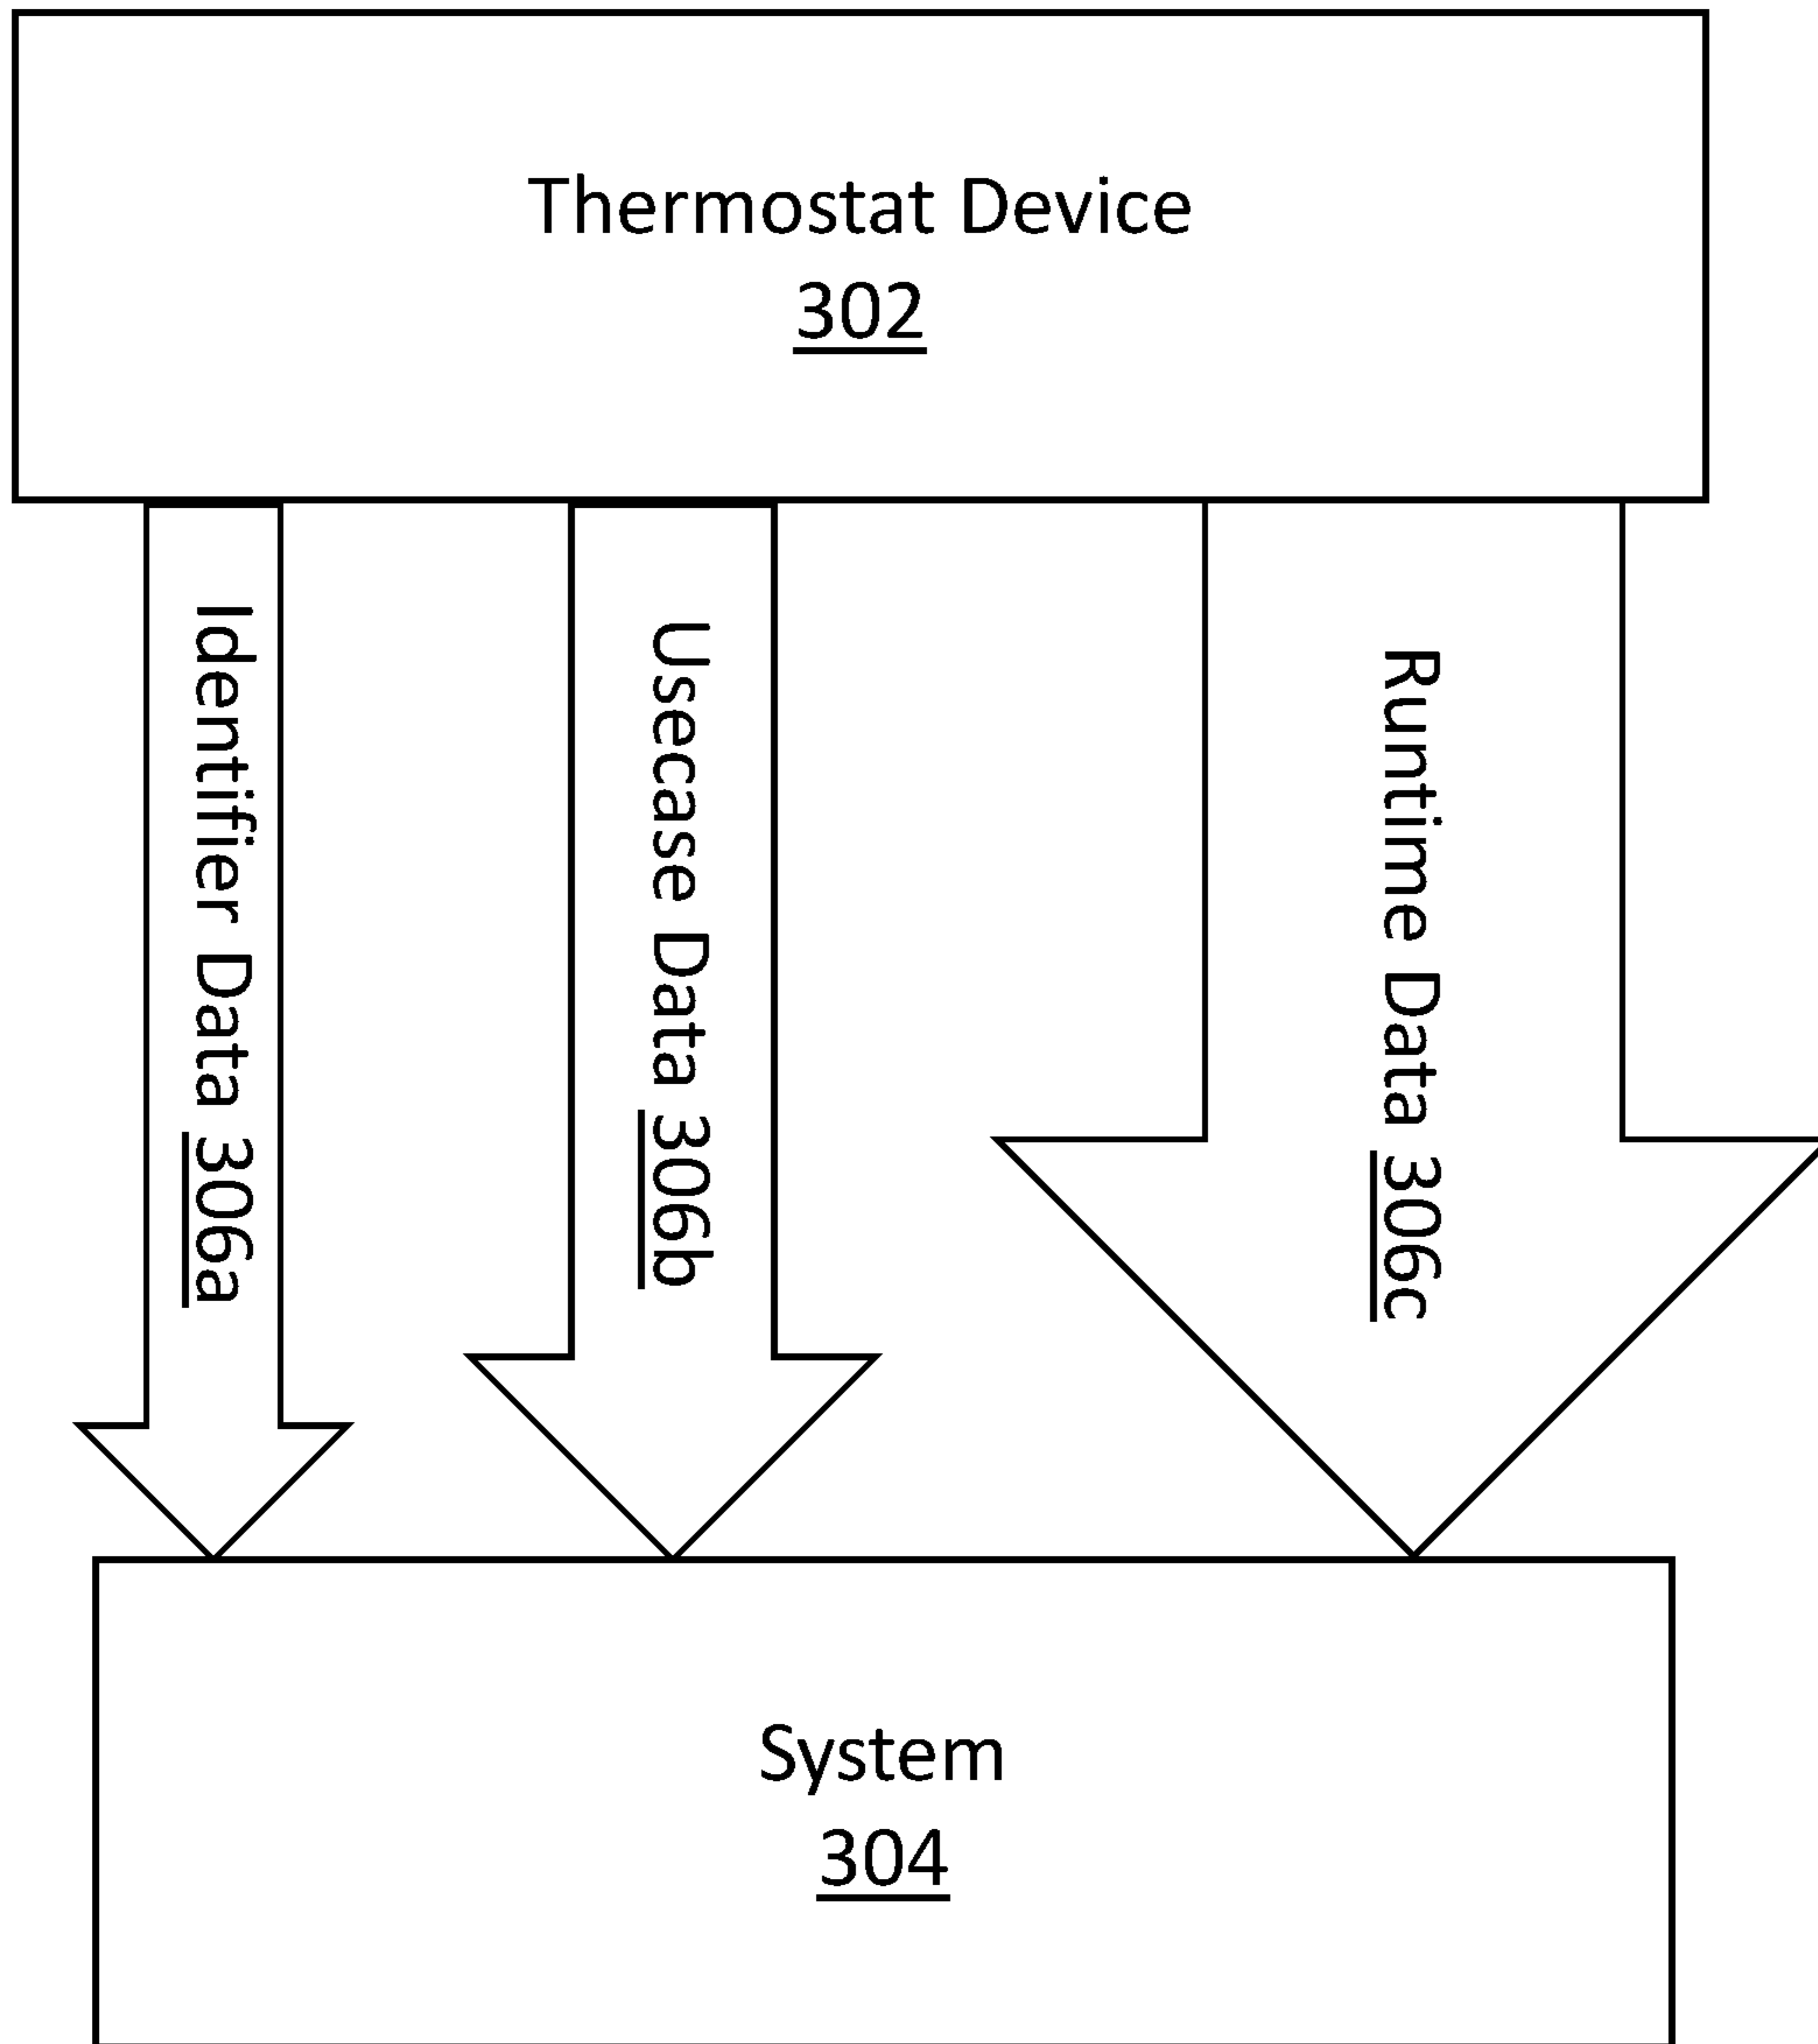 Thermostat Device
302
Identifier Data 306a
Usecase Data 306b
Runtime Data 306c
System
304